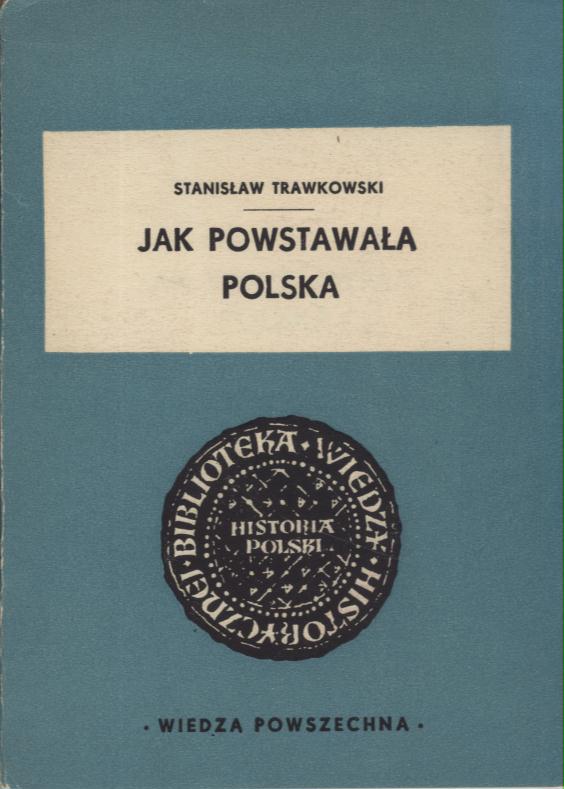 STANISŁAW TRAWKOWSKI
JAK POWSTAWAŁA
POLSKA
BIBLIOTEKA • WIEDZY • HISTORYCZNEJ •
HISTORIA
POLSKI
• WIEDZA POWSZECHNA •